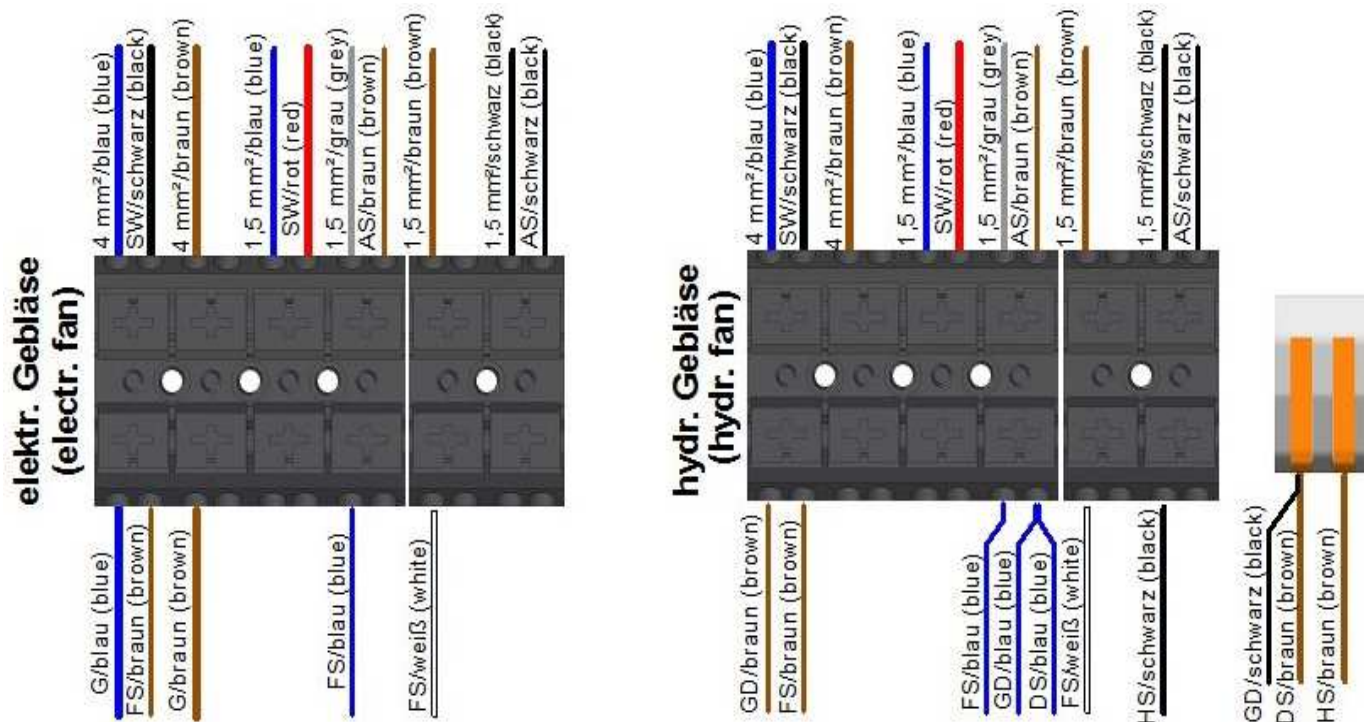 elektr. Gebläse
(electr. fan)
4 mm²/blau (blue)
SW/schwarz (black)
4 mm²/braun (brown)
1,5 mm²/blau (blue)
SW/rot (red)
1,5 mm²/grau (grey)
AS/braun (brown)
1,5 mm²/braun (brown)
1,5 mm²/schwarz (black)
AS/schwarz (black)
G/blau (blue)
FS/braun (brown)
G/braun (brown)
FS/blau (blue)
FS/weiß (white)
hydr. Gebläse
(hydr. fan)
4 mm²/blau (blue)
SW/schwarz (black)
4 mm²/braun (brown)
1,5 mm²/blau (blue)
SW/rot (red)
1,5 mm²/grau (grey)
AS/braun (brown)
1,5 mm²/braun (brown)
1,5 mm²/schwarz (black)
AS/schwarz (black)
GD/braun (brown)
FS/braun (brown)
FS/blau (blue)
GD/blau (blue)
DS/blau (blue)
FS/weiß (white)
HS/schwarz (black)
GD/schwarz (black)
DS/braun (brown)
HS/braun (brown)